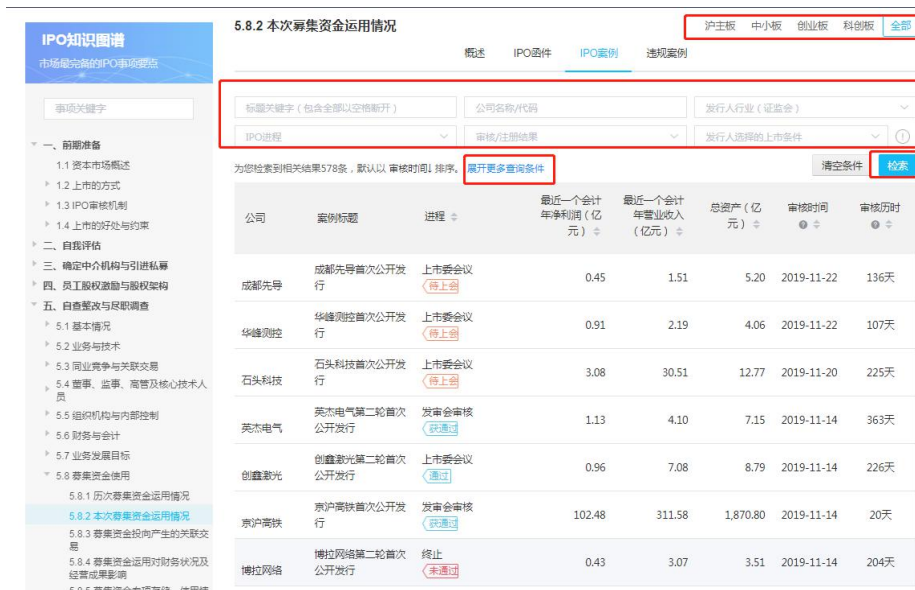 IPO知识图谱
市场最完备的IPO事项要点
事项关键字
一、前期准备
1.1 资本市场概述
1.2 上市的方式
1.3 IPO审核机制
1.4 上市的好处与约束
二、自我评估
三、确定中介机构与引进私募
四、员工股权激励与股权架构
五、自查整改与尽职调查
5.1 基本情况
5.2 业务与技术
5.3 同业竞争与关联交易
5.4 董事、监事、高管及核心技术人
员
5.5 组织机构与内部控制
5.6 财务与会计
5.7 业务发展目标
5.8 募集资金使用
5.8.1 历次募集资金运用情况
5.8.2 本次募集资金运用情况
5.8.3 募集资金投向产生的关联交
易
5.8.4 募集资金运用对财务状况及
经营成果影响
5.8.2 本次募集资金运用情况
沪主板 中小板 创业板 科创板 全部
概述 IPO函件 IPO案例 违规案例
标题关键字（包含全部以空格断开） 公司名称/代码 发行人行业（证监会）
IPO进程 审核/注册结果 发行人选择的上市条件
为您检索到相关结果578条，默认以 审核时间↓ 排序。 展开更多查询条件 清空条件 检索
公司 案例标题 进程 最近一个会计年净利润（亿元） 最近一个会计年营业收入（亿元） 总资产（亿元） 审核时间 审核历时
成都先导 成都先导首次公开发行 上市委会议 待上会 0.45 1.51 5.20 2019-11-22 136天
华峰测控 华峰测控首次公开发行 上市委会议 待上会 0.91 2.19 4.06 2019-11-22 107天
石头科技 石头科技首次公开发行 上市委会议 待上会 3.08 30.51 12.77 2019-11-20 225天
英杰电气 英杰电气第二轮首次公开发行 发审会审核 获通过 1.13 4.10 7.15 2019-11-14 363天
创鑫激光 创鑫激光第二轮首次公开发行 上市委会议 通过 0.96 7.08 8.79 2019-11-14 226天
京沪高铁 京沪高铁首次公开发行 发审会审核 获通过 102.48 311.58 1,870.80 2019-11-14 20天
博拉网络 博拉网络第二轮首次公开发行 终止 未通过 0.43 3.07 3.51 2019-11-14 204天